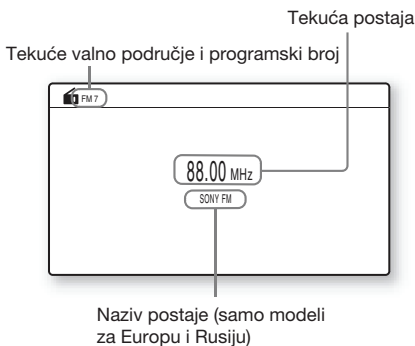 Tekuća postaja
Tekuće valno područje i programski broj
FM 7
88.00 MHz
SONY FM
Naziv postaje (samo modeli
za Europu i Rusiju)